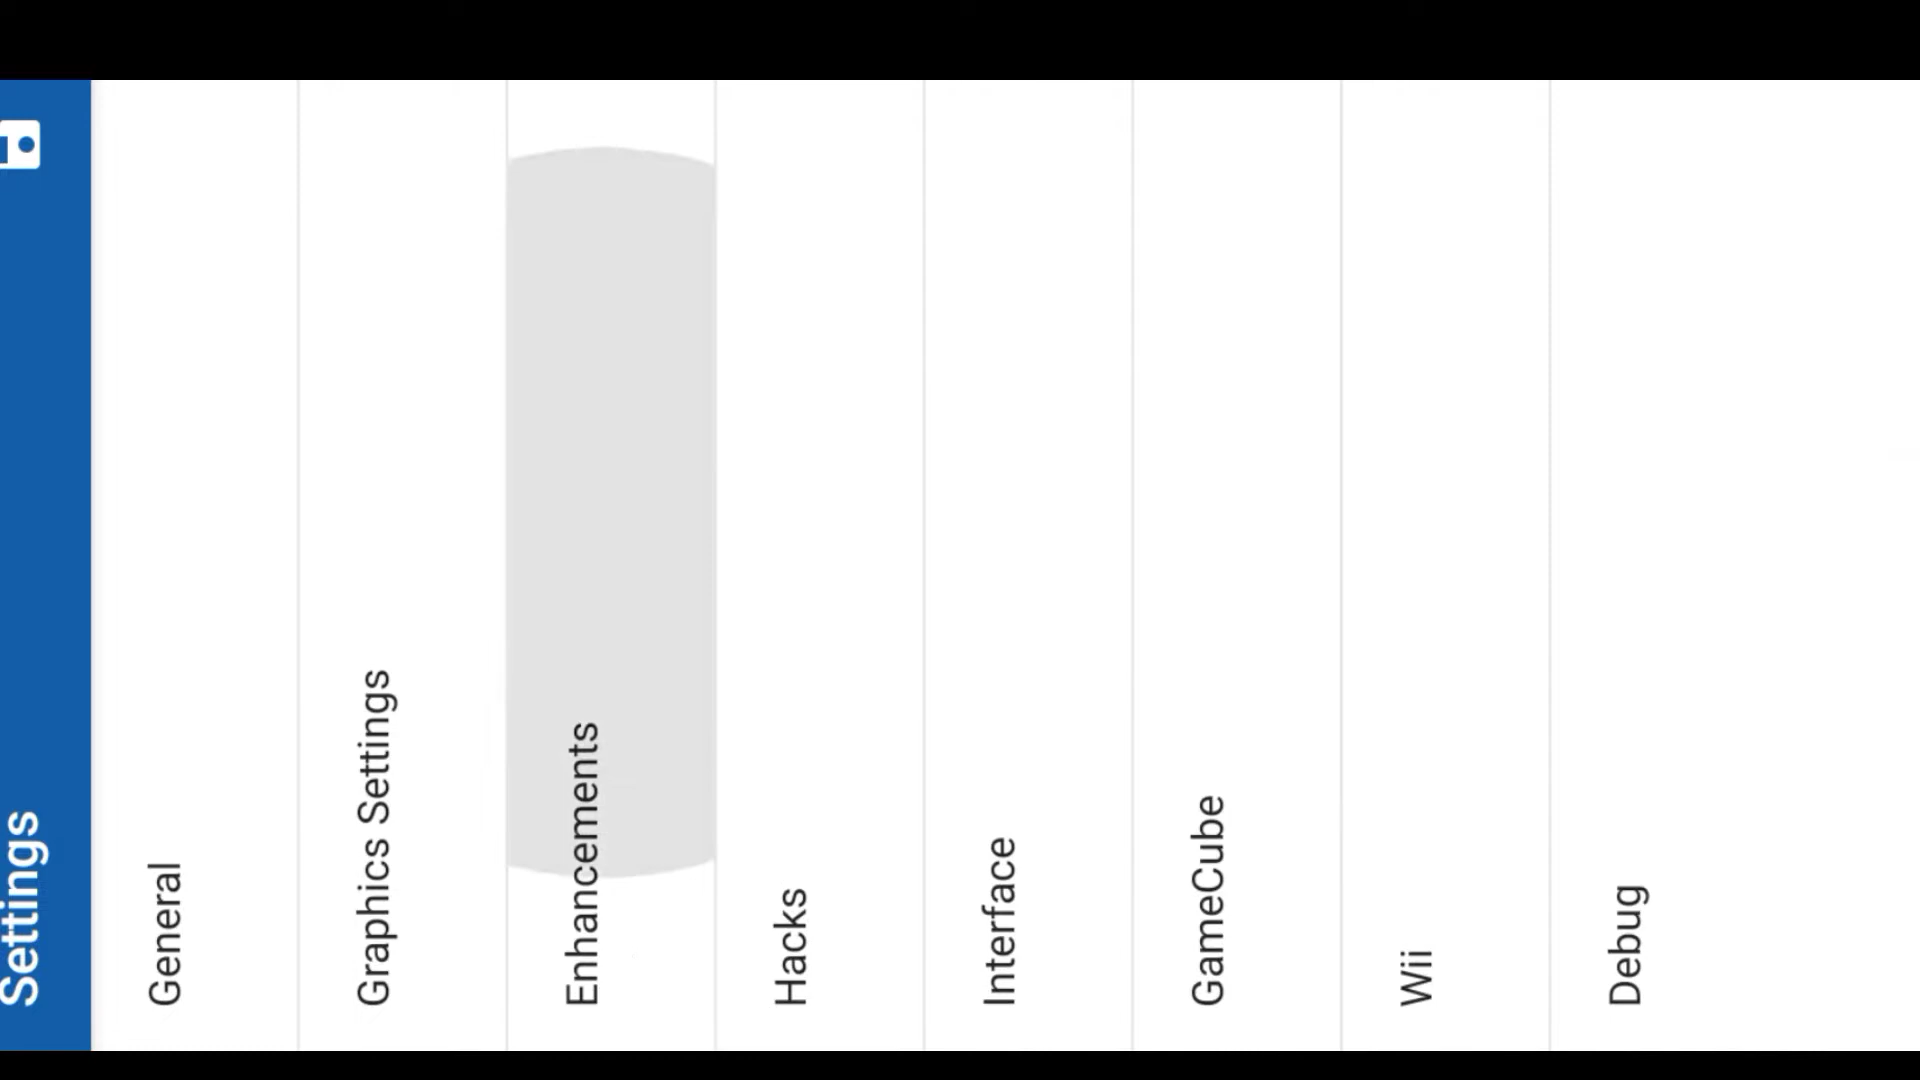 Settings
General
Graphics Settings
Enhancements
Hacks
Interface
GameCube
Wii
Debug